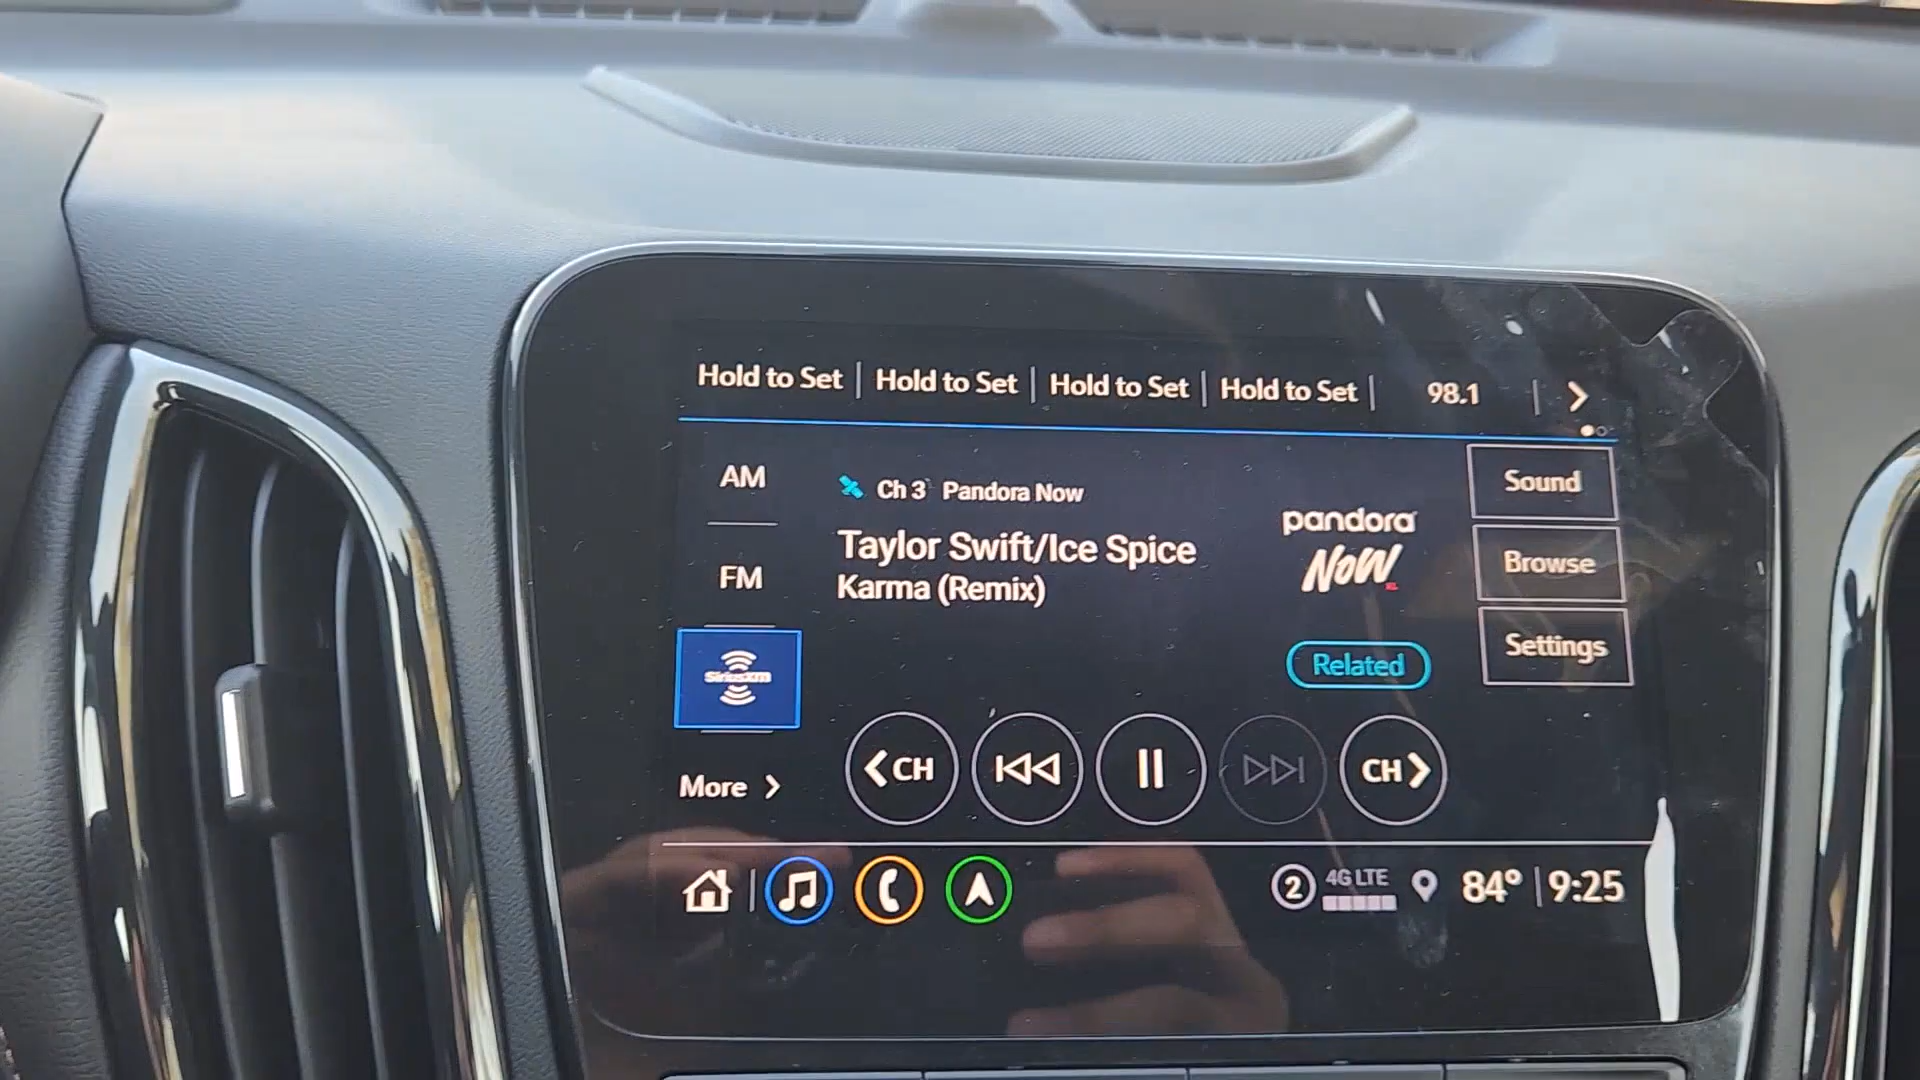 Hold to Set | Hold to Set | Hold to Set | Hold to Set | 98.1 |
AM
Ch 3 Pandora Now
Sound
pandora
NOW
Taylor Swift/Ice Spice
Karma (Remix)
FM
Browse
SiriusXM
Related
Settings
More
CH
CH
2
4G LTE
84° | 9:25